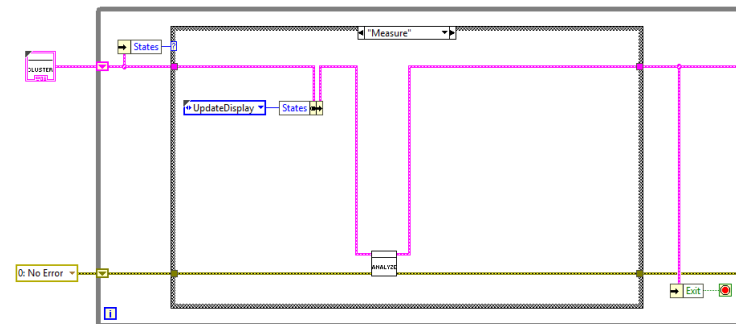 "Measure"
States
?
CLUSTER
UpdateDisplay
States
ANALYZE
0: No Error
Exit
i